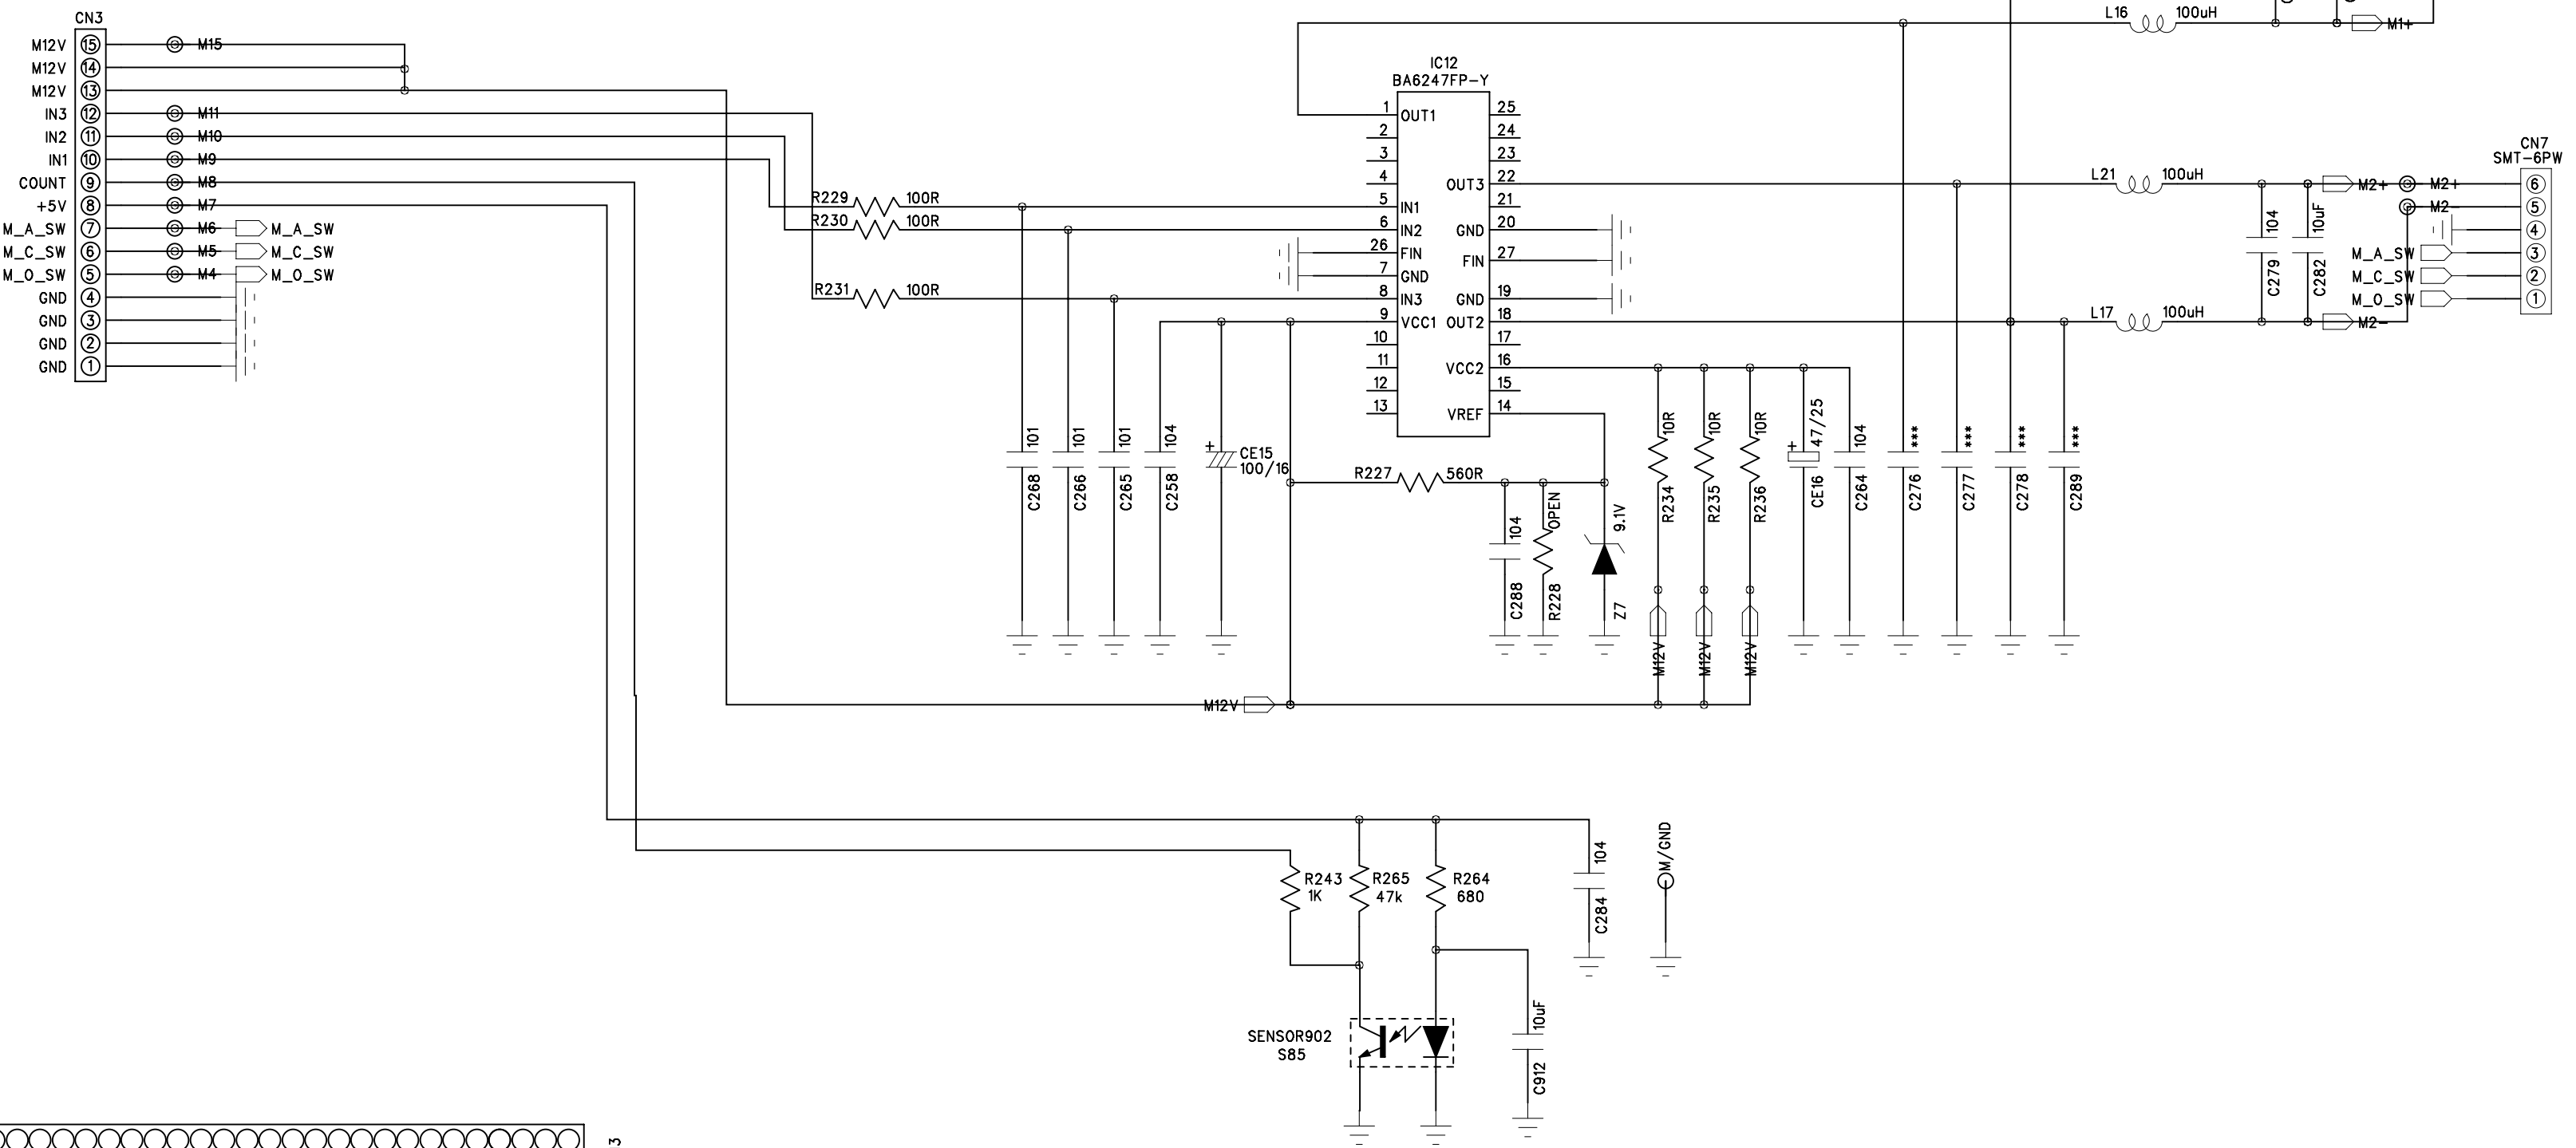 CN3
M12V 15 M15
M12V 14
M12V 13
IN3 12 M11
IN2 11 M10
IN1 10 M9
COUNT 9 M8
+5V 8 M7
M_A_SW 7 M6 M_A_SW
M_C_SW 6 M5 M_C_SW
M_O_SW 5 M4 M_O_SW
GND 4
GND 3
GND 2
GND 1
R229 100R
R230 100R
R231 100R
IC12
BA6247FP-Y
1 OUT1 25
2 24
3 23
4 OUT3 22
5 IN1 21
6 IN2 GND 20
26 FIN FIN 27
7 GND
8 IN3 GND 19
9 VCC1 OUT2 18
10 17
11 VCC2 16
12 15
13 VREF 14
L16 100uH M1+
L21 100uH M2+ M2+
M2-
L17 100uH M2-
104 C279
10uF C282
CN7
SMT-6PW
6
5
4
M_A_SW 3
M_C_SW 2
M_O_SW 1
101 C268
101 C266
101 C265
104 C258
+ CE15
100/16
R227 560R
104 C288
OPEN R228
9.1V Z7
10R R234 M12V
10R R235 M12V
10R R236 M12V
+ 47/25 CE16
104 C264
*** C276
*** C277
*** C278
*** C289
M12V
R243
1K
R265
47k
R264
680
104 C284
M/GND
SENSOR902
S85
10uF C912
3